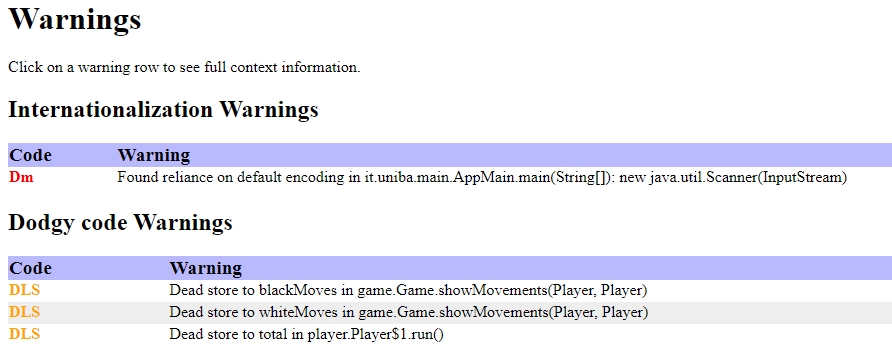 Warnings
Click on a warning row to see full context information.
Internationalization Warnings
Code Warning
Dm Found reliance on default encoding in it.uniba.main.AppMain.main(String[]): new java.util.Scanner(InputStream)
Dodgy code Warnings
Code Warning
DLS Dead store to blackMoves in game.Game.showMovements(Player, Player)
DLS Dead store to whiteMoves in game.Game.showMovements(Player, Player)
DLS Dead store to total in player.Player$1.run()